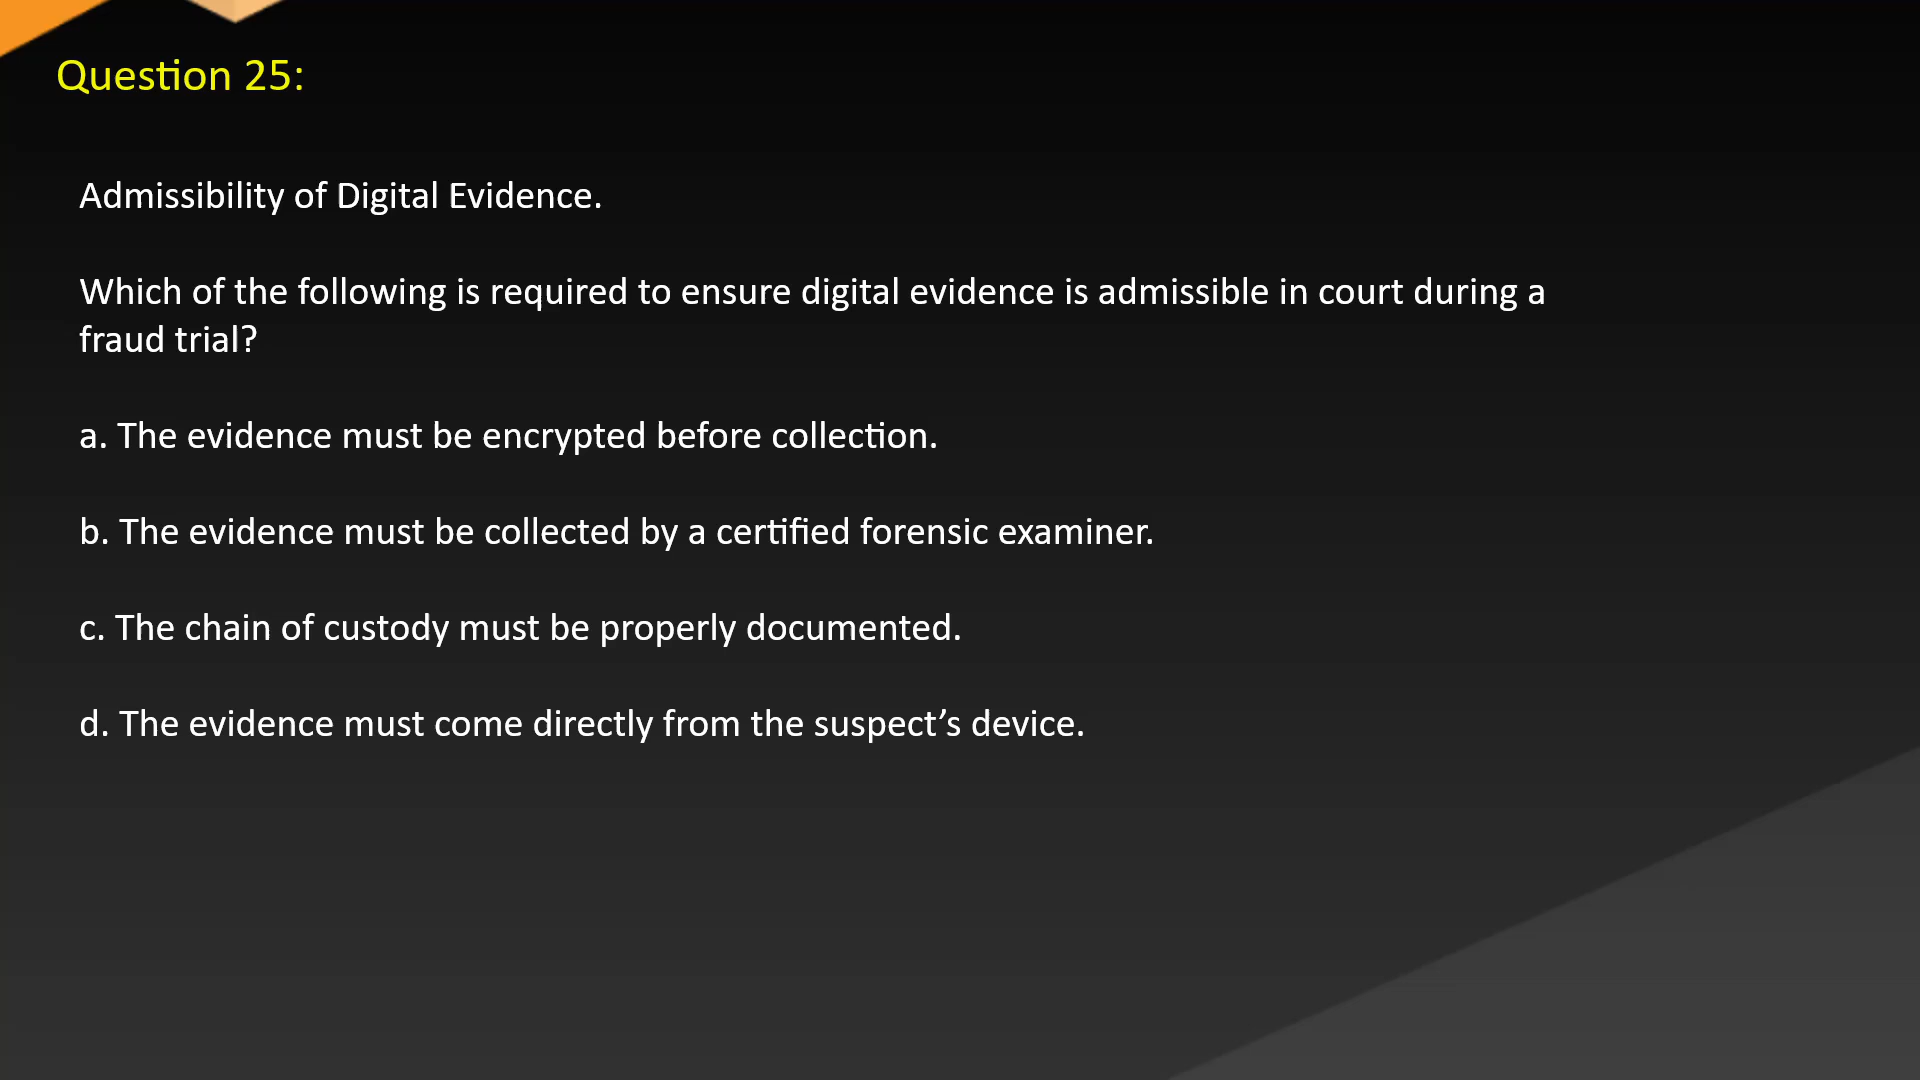 Question 25:
Admissibility of Digital Evidence.
Which of the following is required to ensure digital evidence is admissible in court during a
fraud trial?
a. The evidence must be encrypted before collection.
b. The evidence must be collected by a certified forensic examiner.
c. The chain of custody must be properly documented.
d. The evidence must come directly from the suspect’s device.